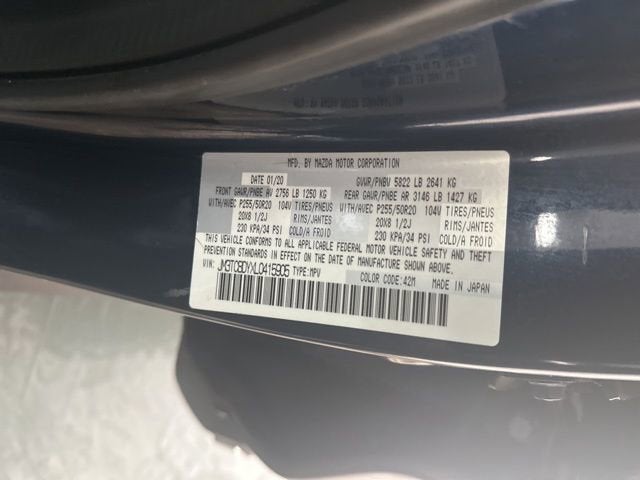 MFG. BY MAZDA MOTOR CORPORATION
DATE 01/20 GVWR/PNBV 5822 LB 2641 KG
FRONT GAWR/PNBE AV 2756 LB 1250 KG REAR GAWR/PNBE AR 3146 LB 1427 KG
WITH/AVEC P255/50R20 104V TIRES/PNEUS WITH/AVEC P255/50R20 104V TIRES/PNEUS
20X8 1/2J RIMS/JANTES 20X8 1/2J RIMS/JANTES
230 KPA/34 PSI COLD/A FROID 230 KPA/34 PSI COLD/A FROID
THIS VEHICLE CONFORMS TO ALL APPLICABLE FEDERAL MOTOR VEHICLE SAFETY AND THEFT
PREVENTION STANDARDS IN EFFECT ON THE DATE OF MANUFACTURE SHOWN ABOVE.
VIN: JM3TCBDYXL0415905 TYPE:MPV
COLOR CODE:42M MADE IN JAPAN